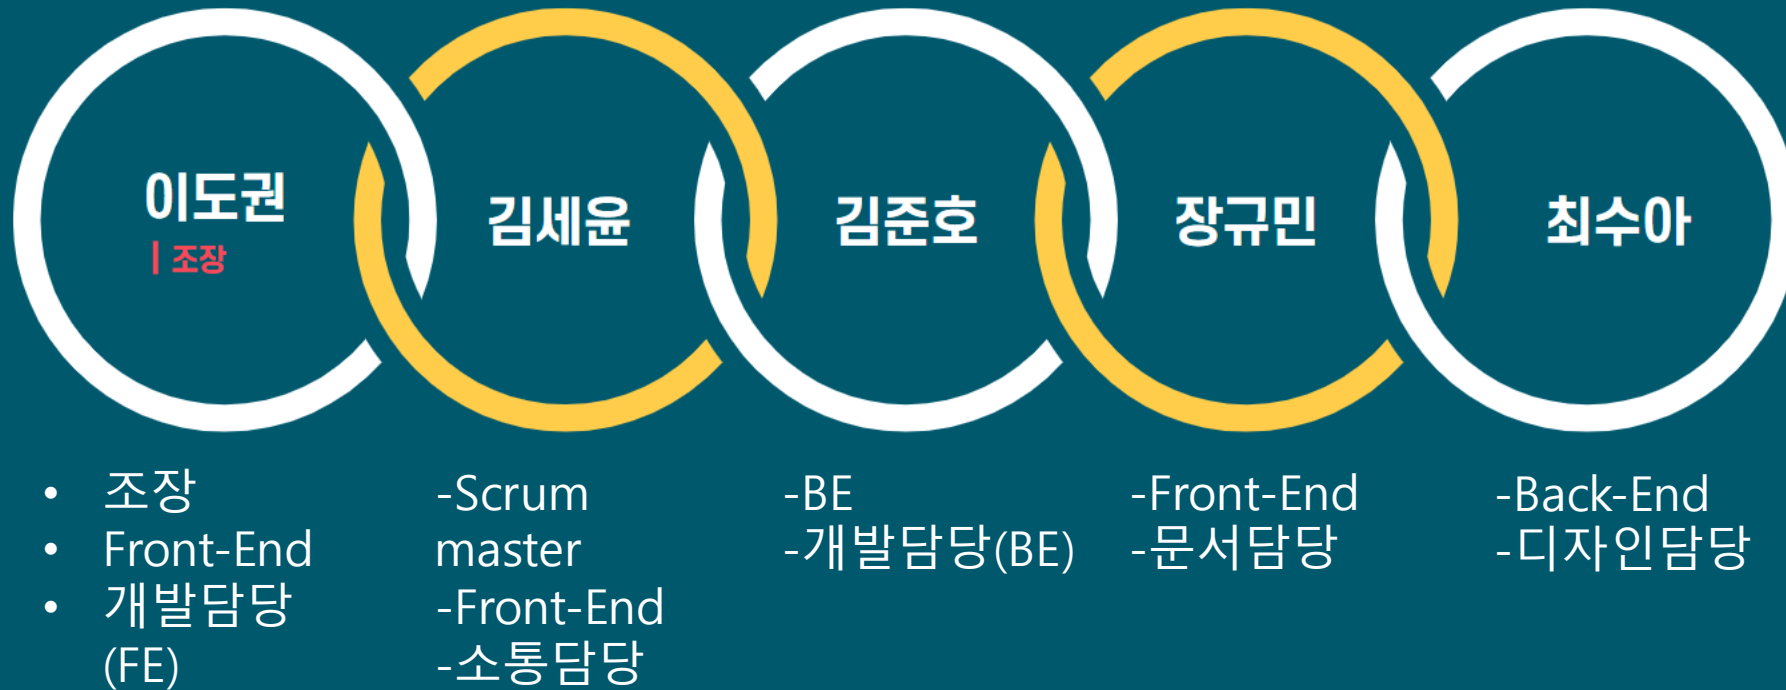 이도권
| 조장
김세윤
김준호
장규민
최수아
• 조장
• Front-End
• 개발담당
(FE)
-Scrum
master
-Front-End
-소통담당
-BE
-개발담당(BE)
-Front-End
-문서담당
-Back-End
-디자인담당